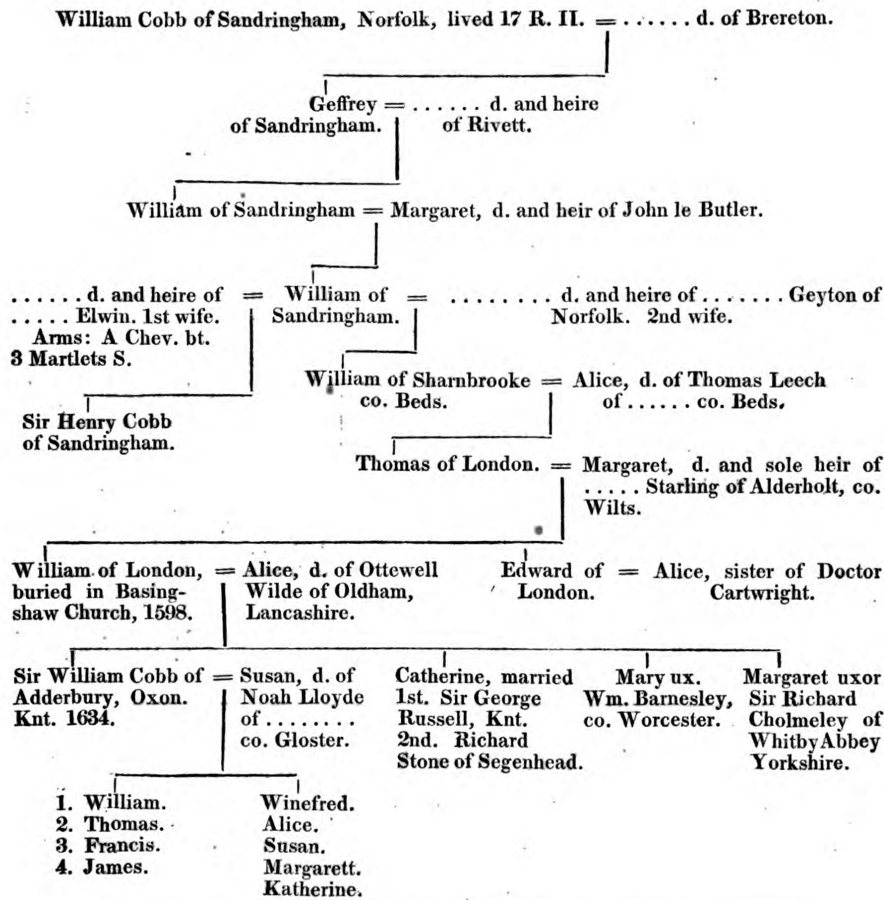 William Cobb of Sandringham, Norfolk, lived 17 R. II. = . . . . . . d. of Brereton.
Geffrey = . . . . . . d. and heire
of Sandringham. of Rivett.
William of Sandringham = Margaret, d. and heir of John le Butler.
. . . . . . d. and heire of = William of = . . . . . . . . d. and heire of . . . . . . . Geyton of
. . . . . Elwin. 1st wife. Sandringham. Norfolk. 2nd wife.
Arms: A Chev. bt.
3 Martlets S.
William of Sharnbrooke = Alice, d. of Thomas Leech
co. Beds. of . . . . . . co. Beds.
Sir Henry Cobb
of Sandringham.
Thomas of London. = Margaret, d. and sole heir of
. . . . . Starling of Alderholt, co.
Wilts.
William of London, = Alice, d. of Ottewell Edward of = Alice, sister of Doctor
buried in Basing- Wilde of Oldham, London. Cartwright.
shaw Church, 1598. Lancashire.
Sir William Cobb of = Susan, d. of Catherine, married Mary ux. Margaret uxor
Adderbury, Oxon. Noah Lloyde 1st. Sir George Wm. Barnesley, Sir Richard
Knt. 1634. of . . . . . . . . Russell, Knt. co. Worcester. Cholmeley of
co. Gloster. 2nd. Richard Whitby Abbey
Stone of Segenhead. Yorkshire.
1. William. Winefred.
2. Thomas. Alice.
3. Francis. Susan.
4. James. Margarett.
Katherine.